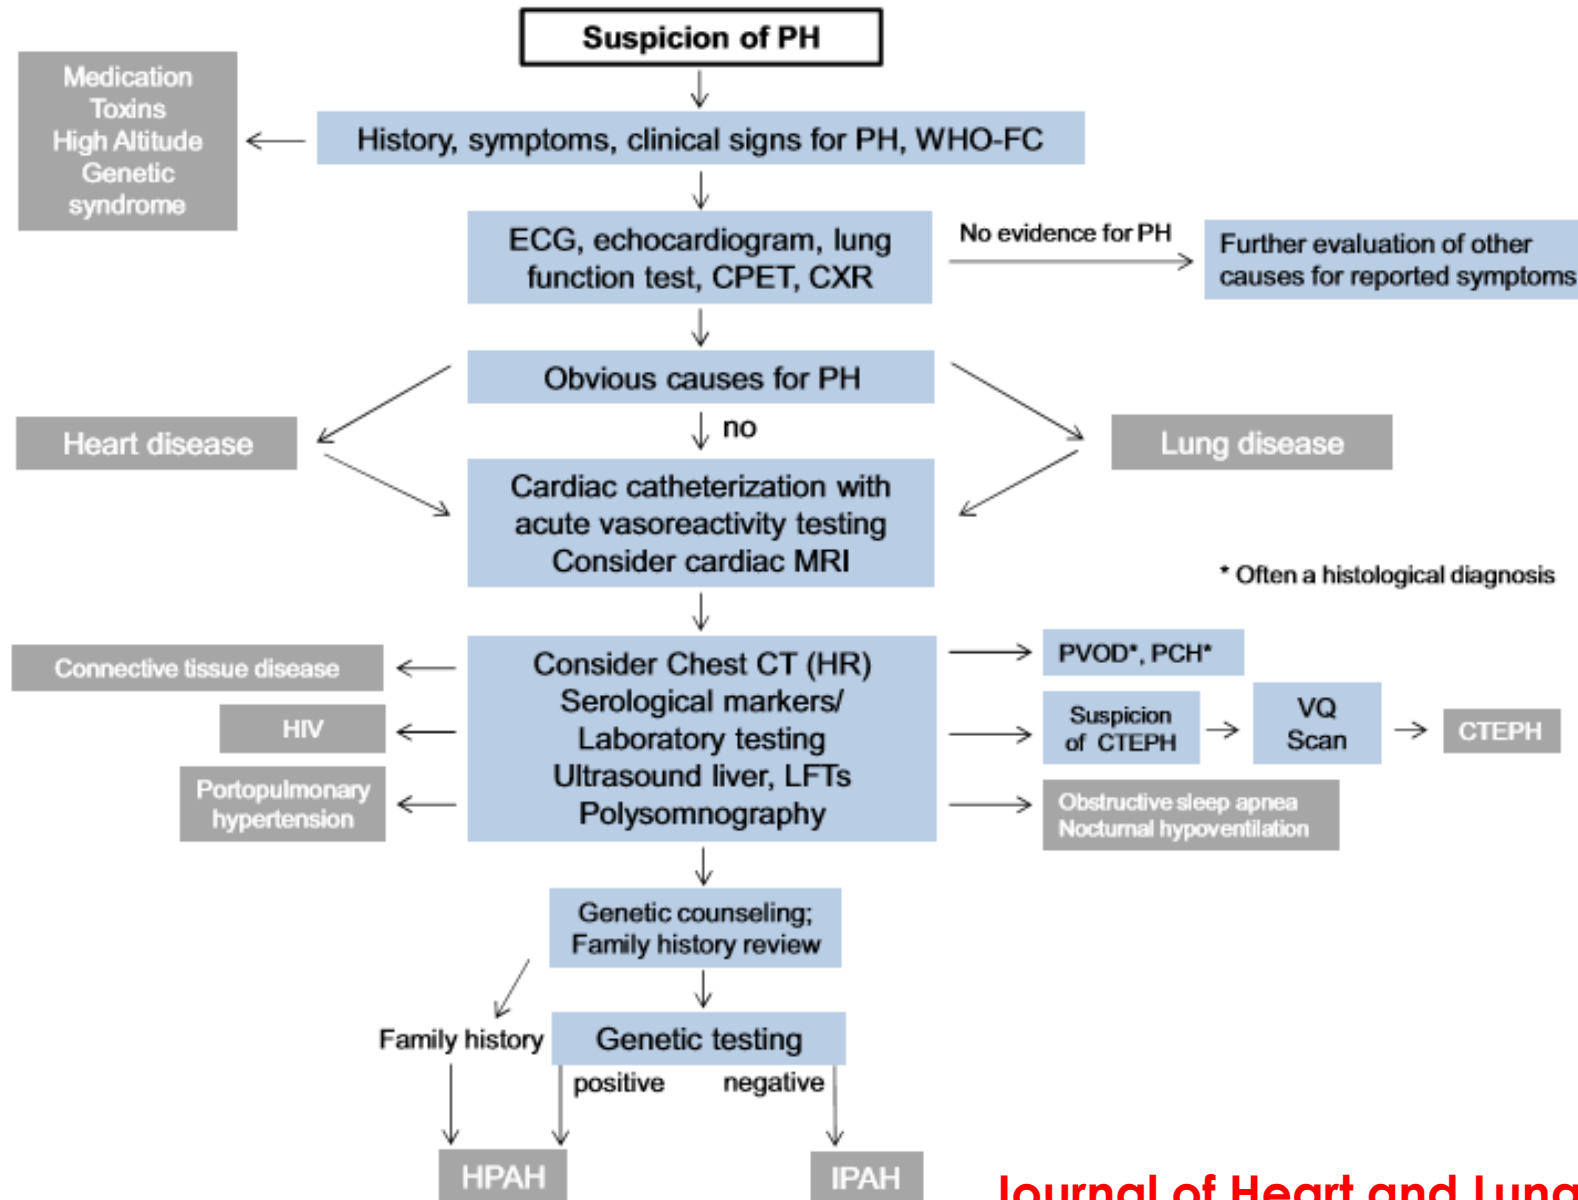 Suspicion of PH
Medication
Toxins
High Altitude
Genetic
syndrome
History, symptoms, clinical signs for PH, WHO-FC
ECG, echocardiogram, lung
function test, CPET, CXR
No evidence for PH
Further evaluation of other
causes for reported symptoms
Obvious causes for PH
no
Heart disease
Lung disease
Cardiac catheterization with
acute vasoreactivity testing
Consider cardiac MRI
* Often a histological diagnosis
Connective tissue disease
HIV
Portopulmonary
hypertension
Consider Chest CT (HR)
Serological markers/
Laboratory testing
Ultrasound liver, LFTs
Polysomnography
PVOD*, PCH*
Suspicion
of CTEPH
VQ
Scan
CTEPH
Obstructive sleep apnea
Nocturnal hypoventilation
Genetic counseling;
Family history review
Family history
Genetic testing
positive
negative
HPAH
IPAH
Journal of Heart and Lung